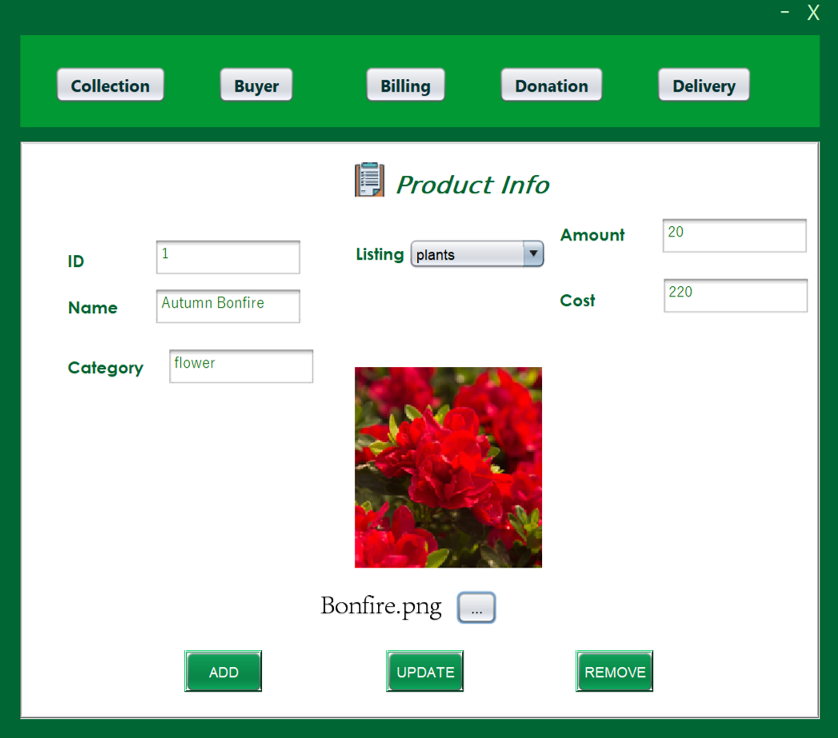 – X
Collection Buyer Billing Donation Delivery
Product Info
ID 1
Listing plants
Amount 20
Name Autumn Bonfire
Cost 220
Category flower
Bonfire.png ...
ADD UPDATE REMOVE